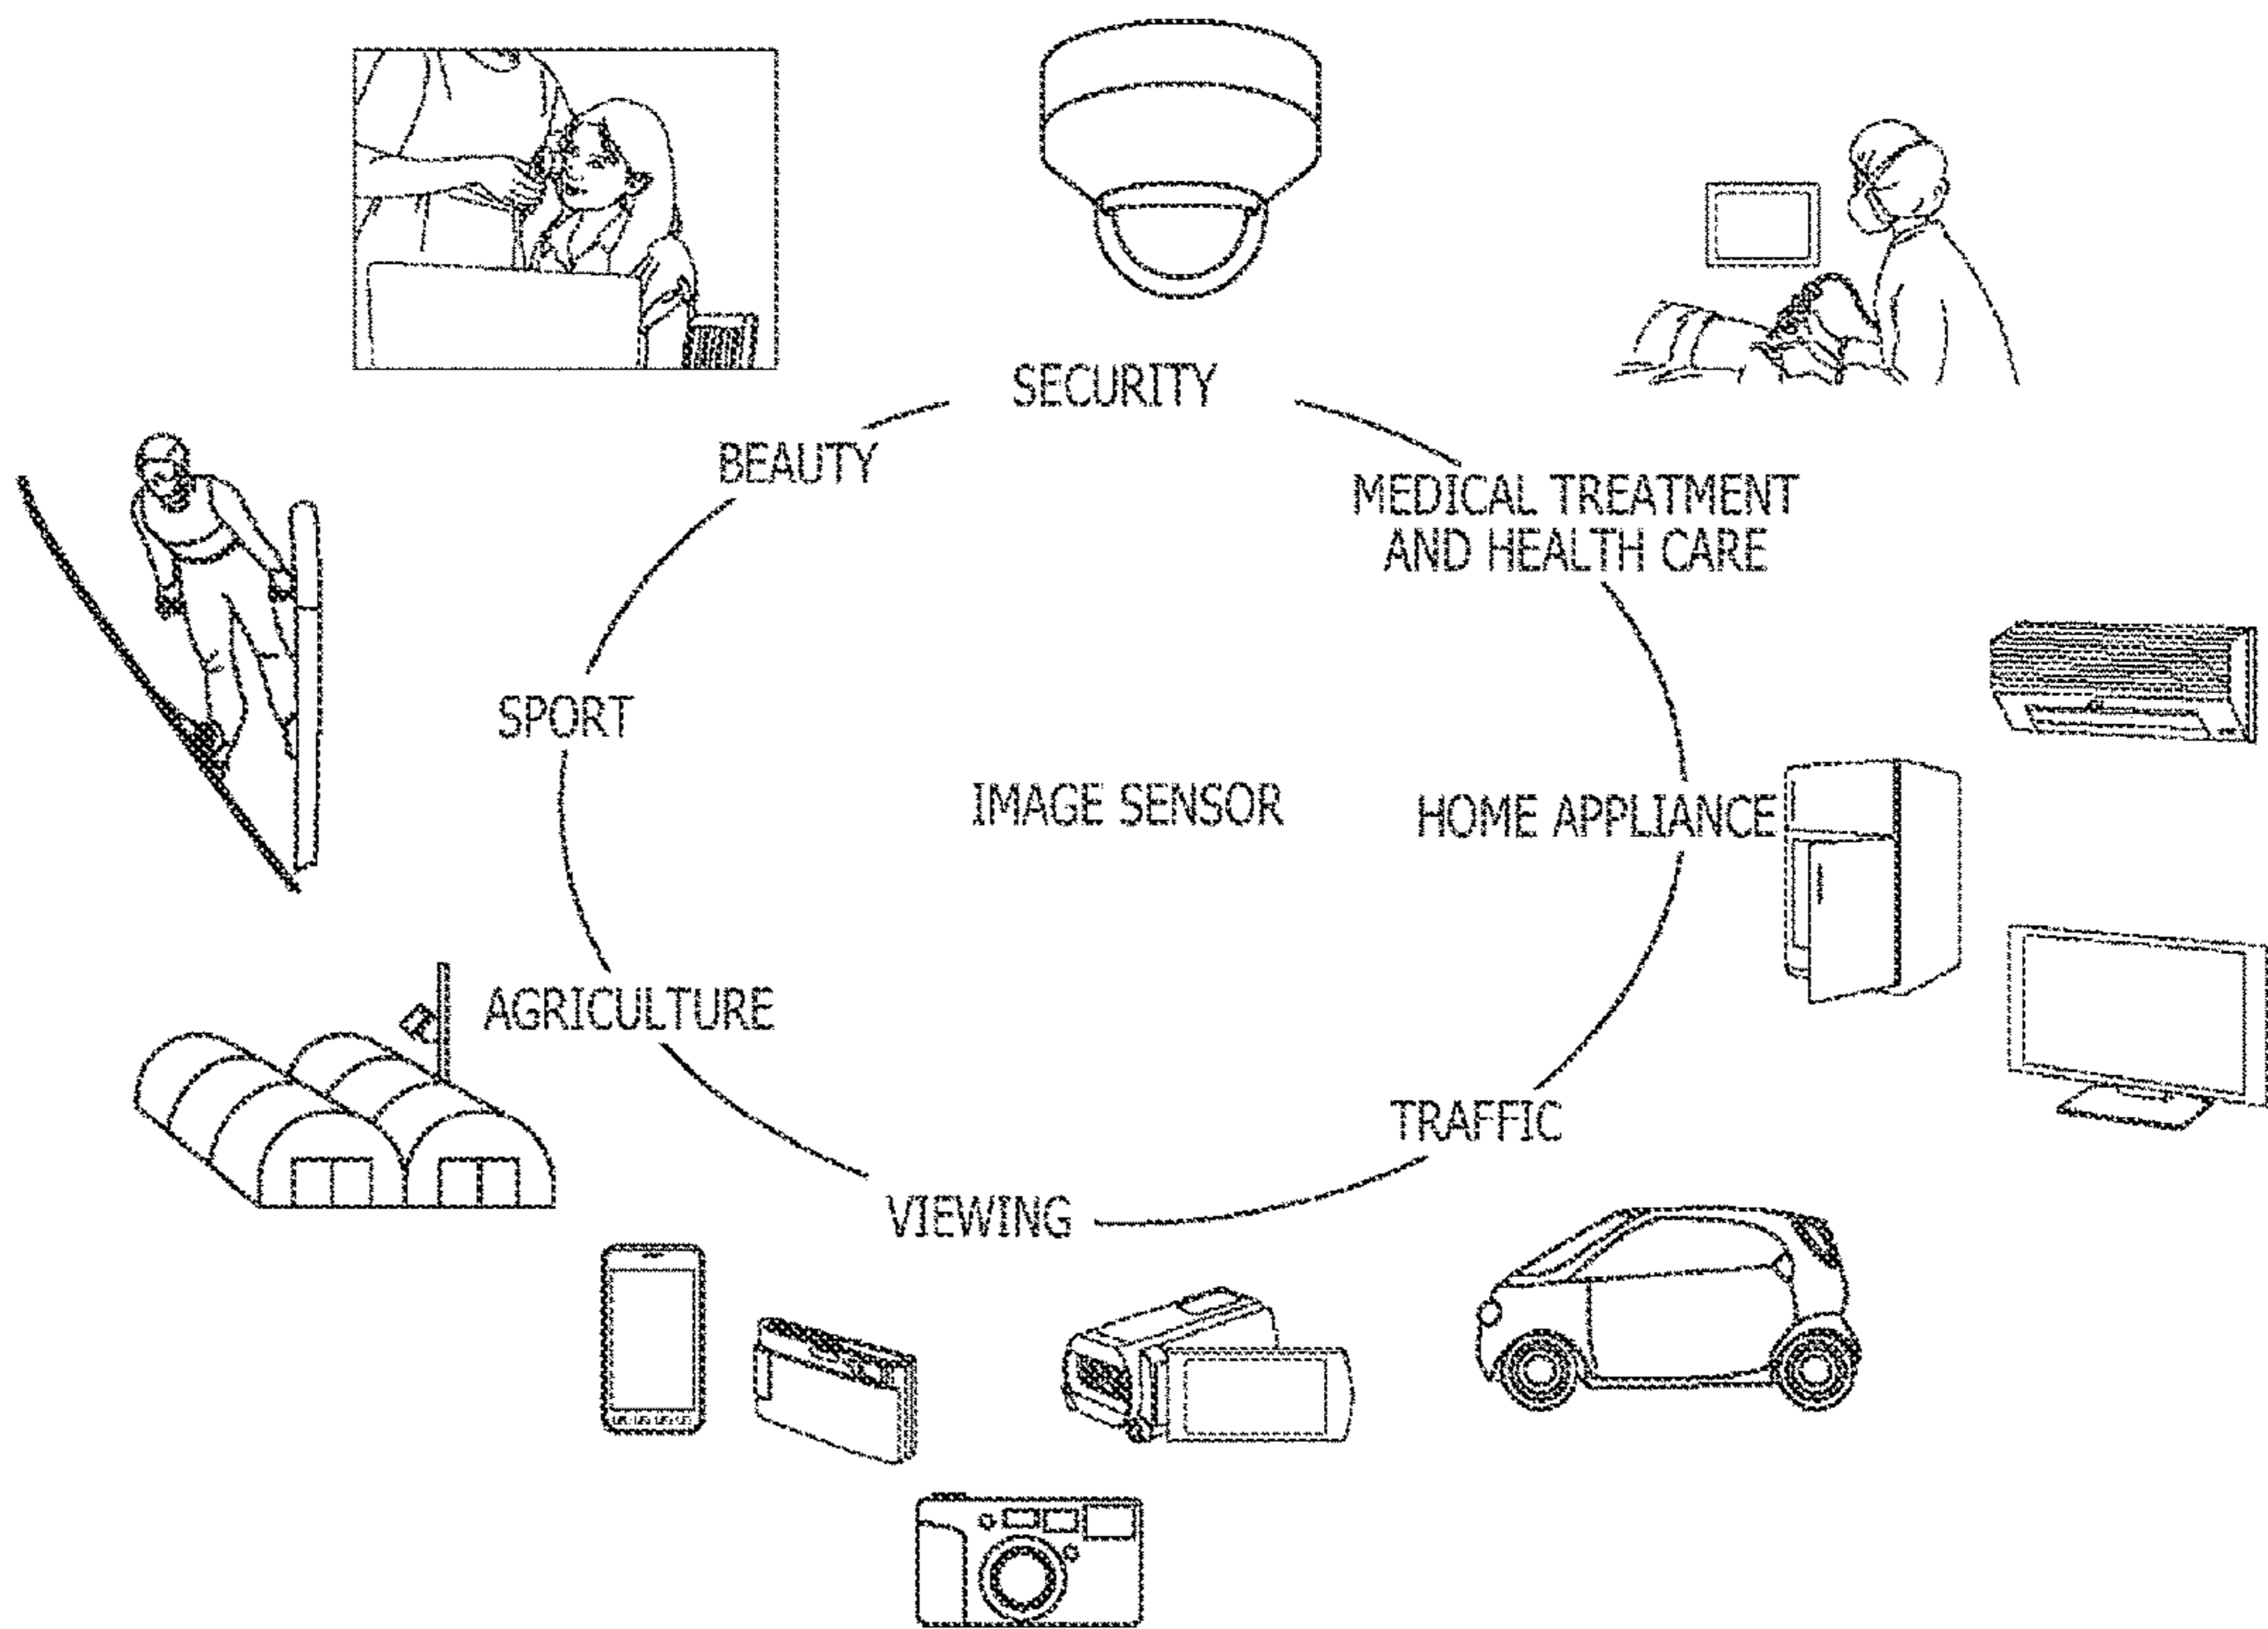 SECURITY
BEAUTY
MEDICAL TREATMENT
AND HEALTH CARE
SPORT
IMAGE SENSOR
HOME APPLIANCE
AGRICULTURE
TRAFFIC
VIEWING